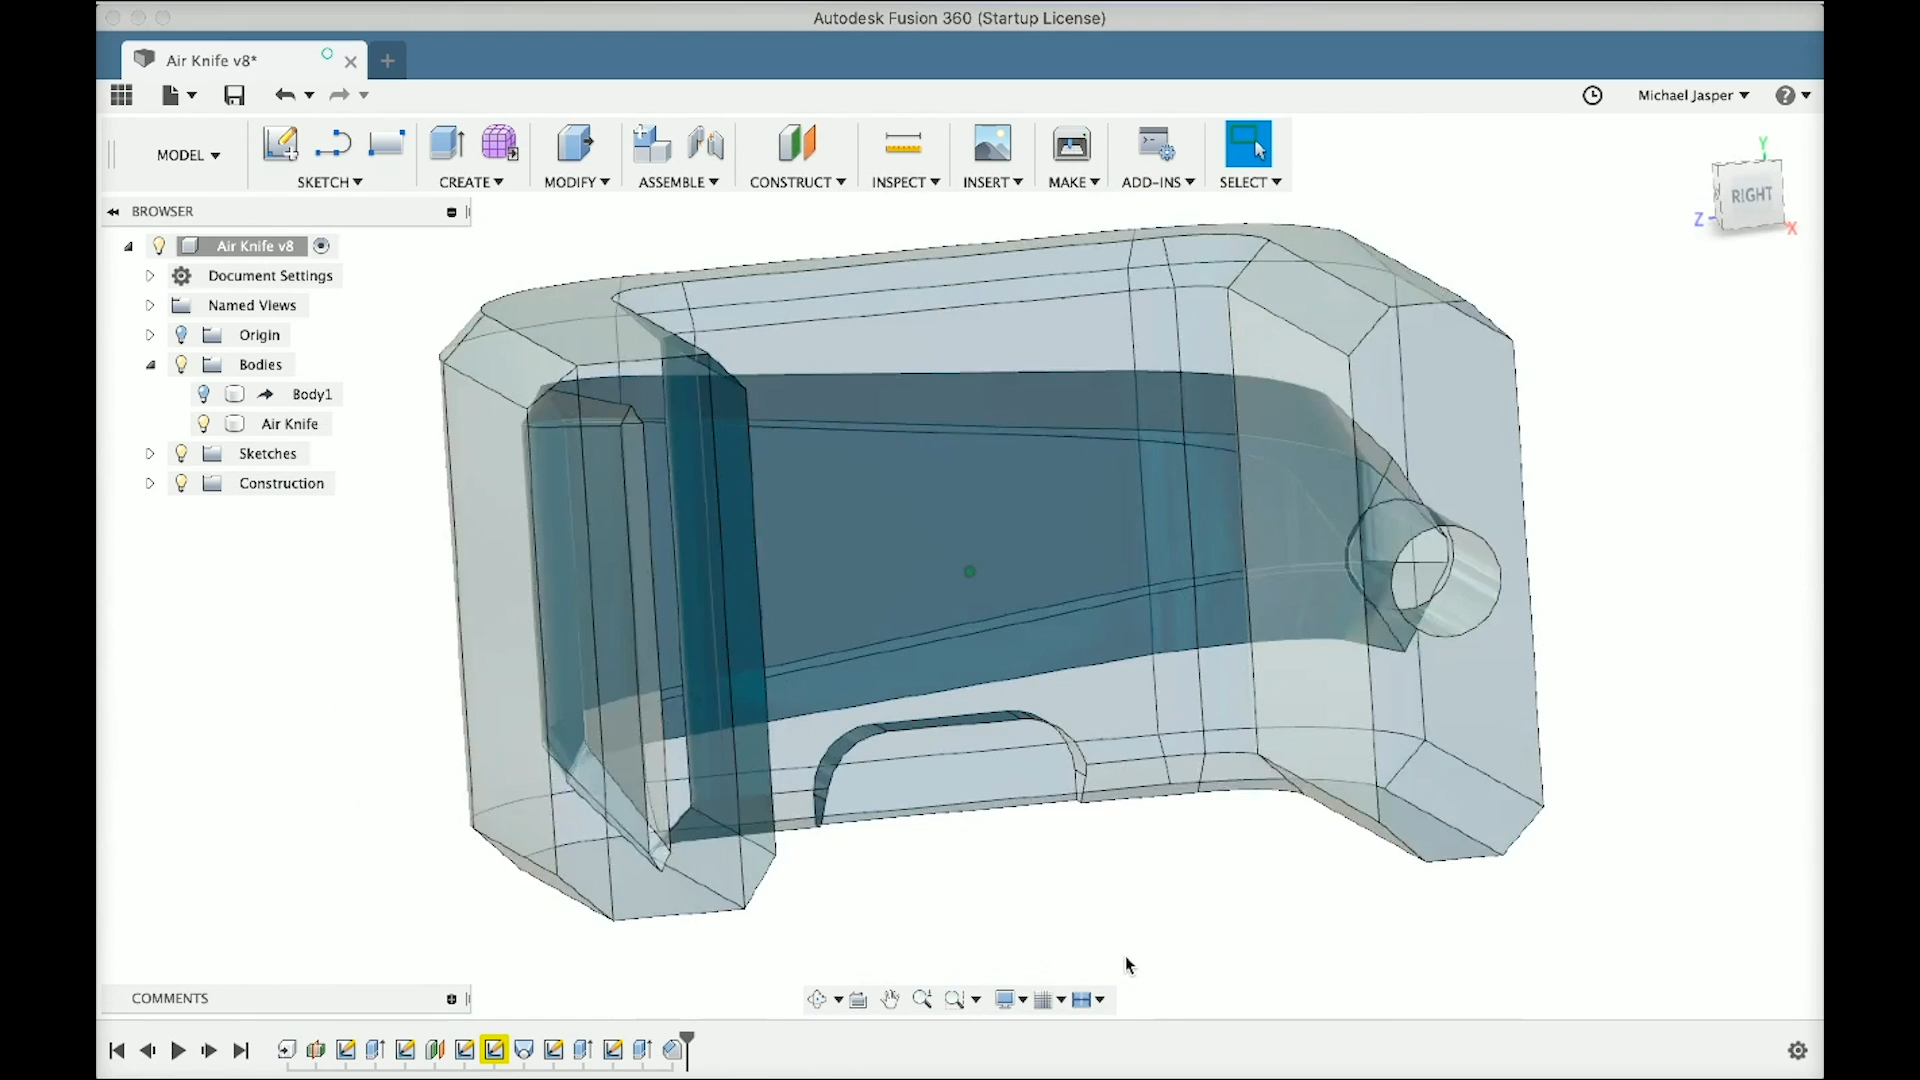 Autodesk Fusion 360 (Startup License)
Air Knife v8*
Michael Jasper
MODEL
SKETCH
CREATE
MODIFY
ASSEMBLE
CONSTRUCT
INSPECT
INSERT
MAKE
ADD-INS
SELECT
Y
RIGHT
Z
X
BROWSER
Air Knife v8
Document Settings
Named Views
Origin
Bodies
Body1
Air Knife
Sketches
Construction
COMMENTS